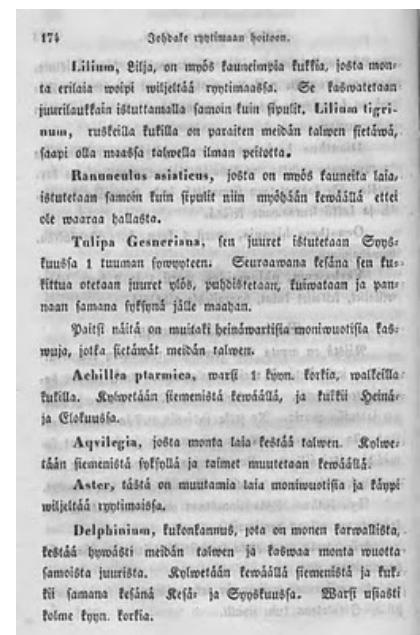 174 Johdate ryytimaan hoitoon.
Lilium, Lilja, on myös kauneimpia kukkia, josta mon-
ta erilaia woipi wiljeltää ryytimaassa. Se kaswatetaan
juurilaukkain istuttamalla samoin kuin sipulit. Lilium tigri-
num, ruskeilla kukilla on paraiten meidän talwen sietäwä,
saapi olla maassa talwella ilman peitotta.
Ranunculus asiaticus, josta on myös kauneita laia,
istutetaan samoin kuin sipulit niin myöhään kewäällä ettei
ole waaraa hallasta.
Tulipa Gesneriana, sen juuret istutetaan Syys-
kuussa 1 tuuman sywyyteen. Seuraawana kesänä sen ku-
kittua otetaan juuret ylös, puhdistetaan, kuiwataan ja pan-
naan samana syksynä jälle maahan.
Paitsi näitä on muitaki heinäwartisia moniwuotisia kas-
wuja, jotka sietäwät meidän talwen.
Achillea ptarmica, warsi 1 kyyn. korkia, walkeilla
kukilla. Kylwetään siemenistä kewäällä, ja kukkii Heinä-
ja Elokuussa.
Aqvilegia, josta monta laia kestää talwen. Kylwe-
tään siemenistä syksyllä ja taimet muutetaan kewäällä.
Aster, tästä on muutamia laia moniwuotisia ja käypi
wiljeltää ryytimaissa.
Delphinium, kukonkannus, jota on monen karwallista,
kestää hywästi meidän talwen ja kaswaa monta wuotta
samoista juurista. Kylwetään kewäällä siemenistä ja kuk-
kii samana kesänä Kesä- ja Syyskuussa. Warsi usiasti
kolme kyyn. korkia.